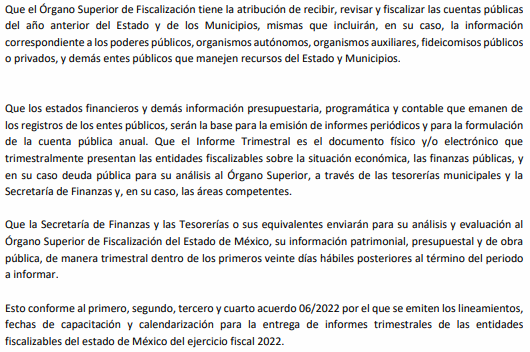 Que el Órgano Superior de Fiscalización tiene la atribución de recibir, revisar y fiscalizar las cuentas públicas
del año anterior del Estado y de los Municipios, mismas que incluirán, en su caso, la información
correspondiente a los poderes públicos, organismos autónomos, organismos auxiliares, fideicomisos públicos
o privados, y demás entes públicos que manejen recursos del Estado y Municipios.
Que los estados financieros y demás información presupuestaria, programática y contable que emanen de
los registros de los entes públicos, serán la base para la emisión de informes periódicos y para la formulación
de la cuenta pública anual. Que el Informe Trimestral es el documento físico y/o electrónico que
trimestralmente presentan las entidades fiscalizables sobre la situación económica, las finanzas públicas, y
en su caso deuda pública para su análisis al Órgano Superior, a través de las tesorerías municipales y la
Secretaría de Finanzas y, en su caso, las áreas competentes.
Que la Secretaría de Finanzas y las Tesorerías o sus equivalentes enviarán para su análisis y evaluación al
Órgano Superior de Fiscalización del Estado de México, su información patrimonial, presupuestal y de obra
pública, de manera trimestral dentro de los primeros veinte días hábiles posteriores al término del periodo
a informar.
Esto conforme al primero, segundo, tercero y cuarto acuerdo 06/2022 por el que se emiten los lineamientos,
fechas de capacitación y calendarización para la entrega de informes trimestrales de las entidades
fiscalizables del estado de México del ejercicio fiscal 2022.